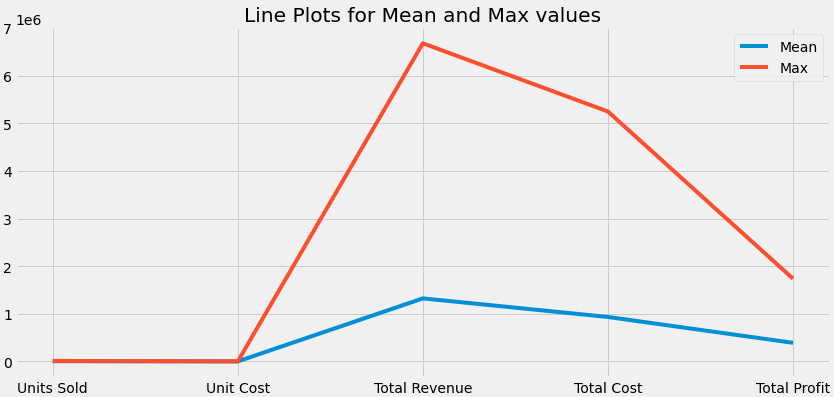 Line Plots for Mean and Max values
1e6
7
6
5
4
3
2
1
0
Mean
Max
Units Sold Unit Cost Total Revenue Total Cost Total Profit